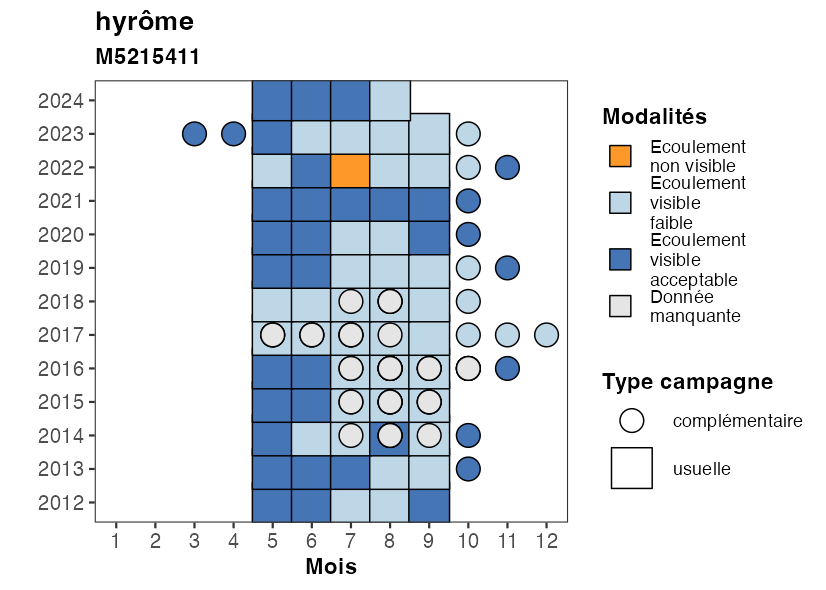 hyrôme
M5215411
2024
2023
2022
2021
2020
2019
2018
2017
2016
2015
2014
2013
2012
1 2 3 4 5 6 7 8 9 10 11 12
Mois
Modalités
Ecoulement
non visible
Ecoulement
visible
faible
Ecoulement
visible
acceptable
Donnée
manquante
Type campagne
complémentaire
usuelle